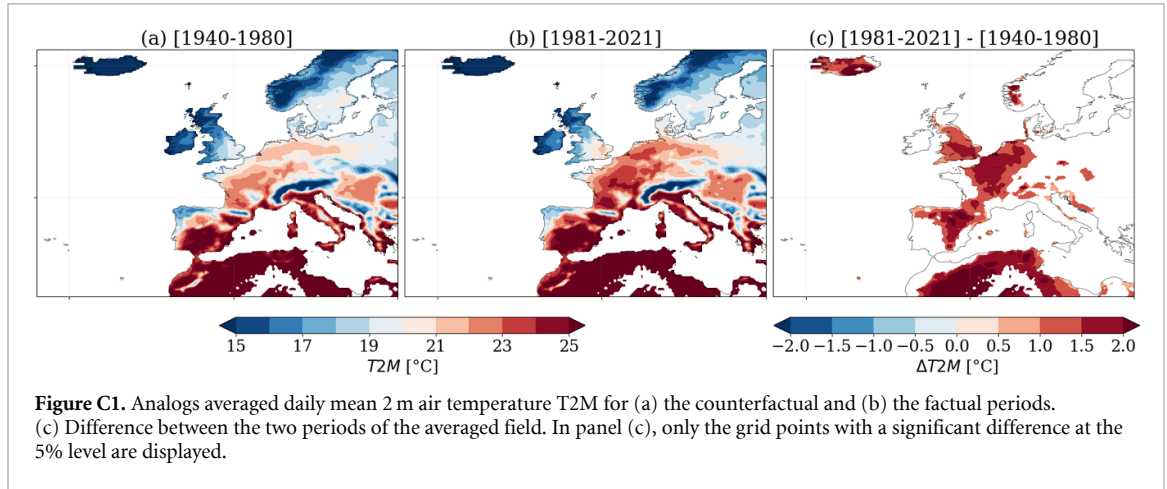 (a) [1940-1980]
(b) [1981-2021]
(c) [1981-2021] - [1940-1980]
15 17 19 21 23 25
T2M [°C]
−2.0 −1.5 −1.0 −0.5 0.0 0.5 1.0 1.5 2.0
ΔT2M [°C]
Figure C1. Analogs averaged daily mean 2 m air temperature T2M for (a) the counterfactual and (b) the factual periods.
(c) Difference between the two periods of the averaged field. In panel (c), only the grid points with a significant difference at the
5% level are displayed.